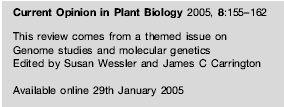 Current Opinion in Plant Biology 2005, 8:155–162
This review comes from a themed issue on
Genome studies and molecular genetics
Edited by Susan Wessler and James C Carrington
Available online 29th January 2005